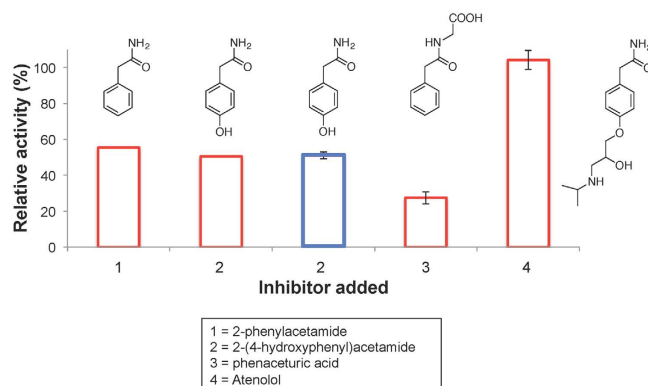 COOH
NH₂
NH₂
NH₂
HN
NH₂
O
O
O
O
O
OH
OH
O
OH
NH
Relative activity (%)
100
80
60
40
20
0
1
2
2
3
4
Inhibitor added
1 = 2-phenylacetamide
2 = 2-(4-hydroxyphenyl)acetamide
3 = phenaceturic acid
4 = Atenolol